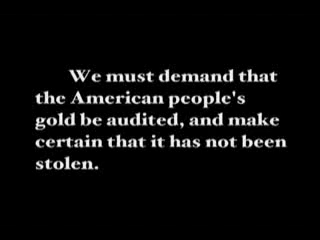 We must demand that
the American people's
gold be audited, and make
certain that it has not been
stolen.